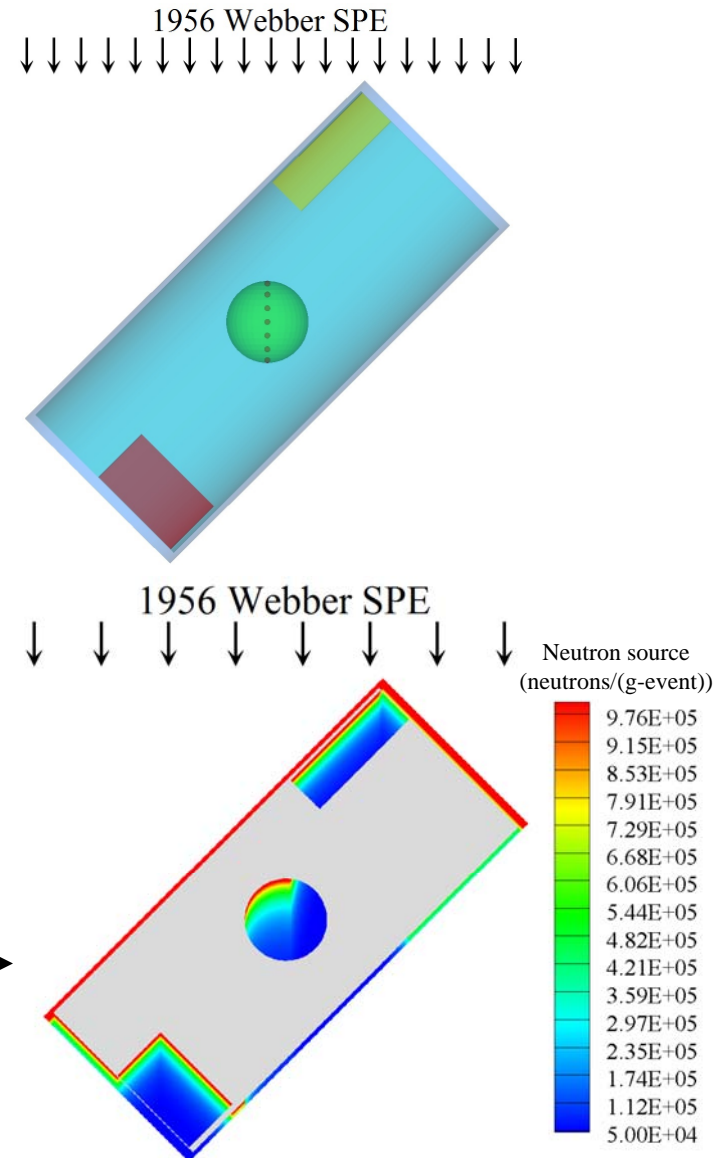 1956 Webber SPE
1956 Webber SPE
Neutron source
(neutrons/(g-event))
9.76E+05
9.15E+05
8.53E+05
7.91E+05
7.29E+05
6.68E+05
6.06E+05
5.44E+05
4.82E+05
4.21E+05
3.59E+05
2.97E+05
2.35E+05
1.74E+05
1.12E+05
5.00E+04